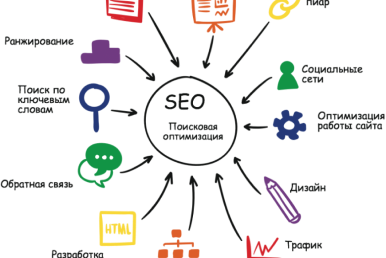 пиар
Ранжирование
Социальные
сети
Поиск по
ключевым
словам
SEO
Поисковая
оптимизация
Оптимизация
работы сайта
Обратная связь
Дизайн
HTML
Трафик
Разработка